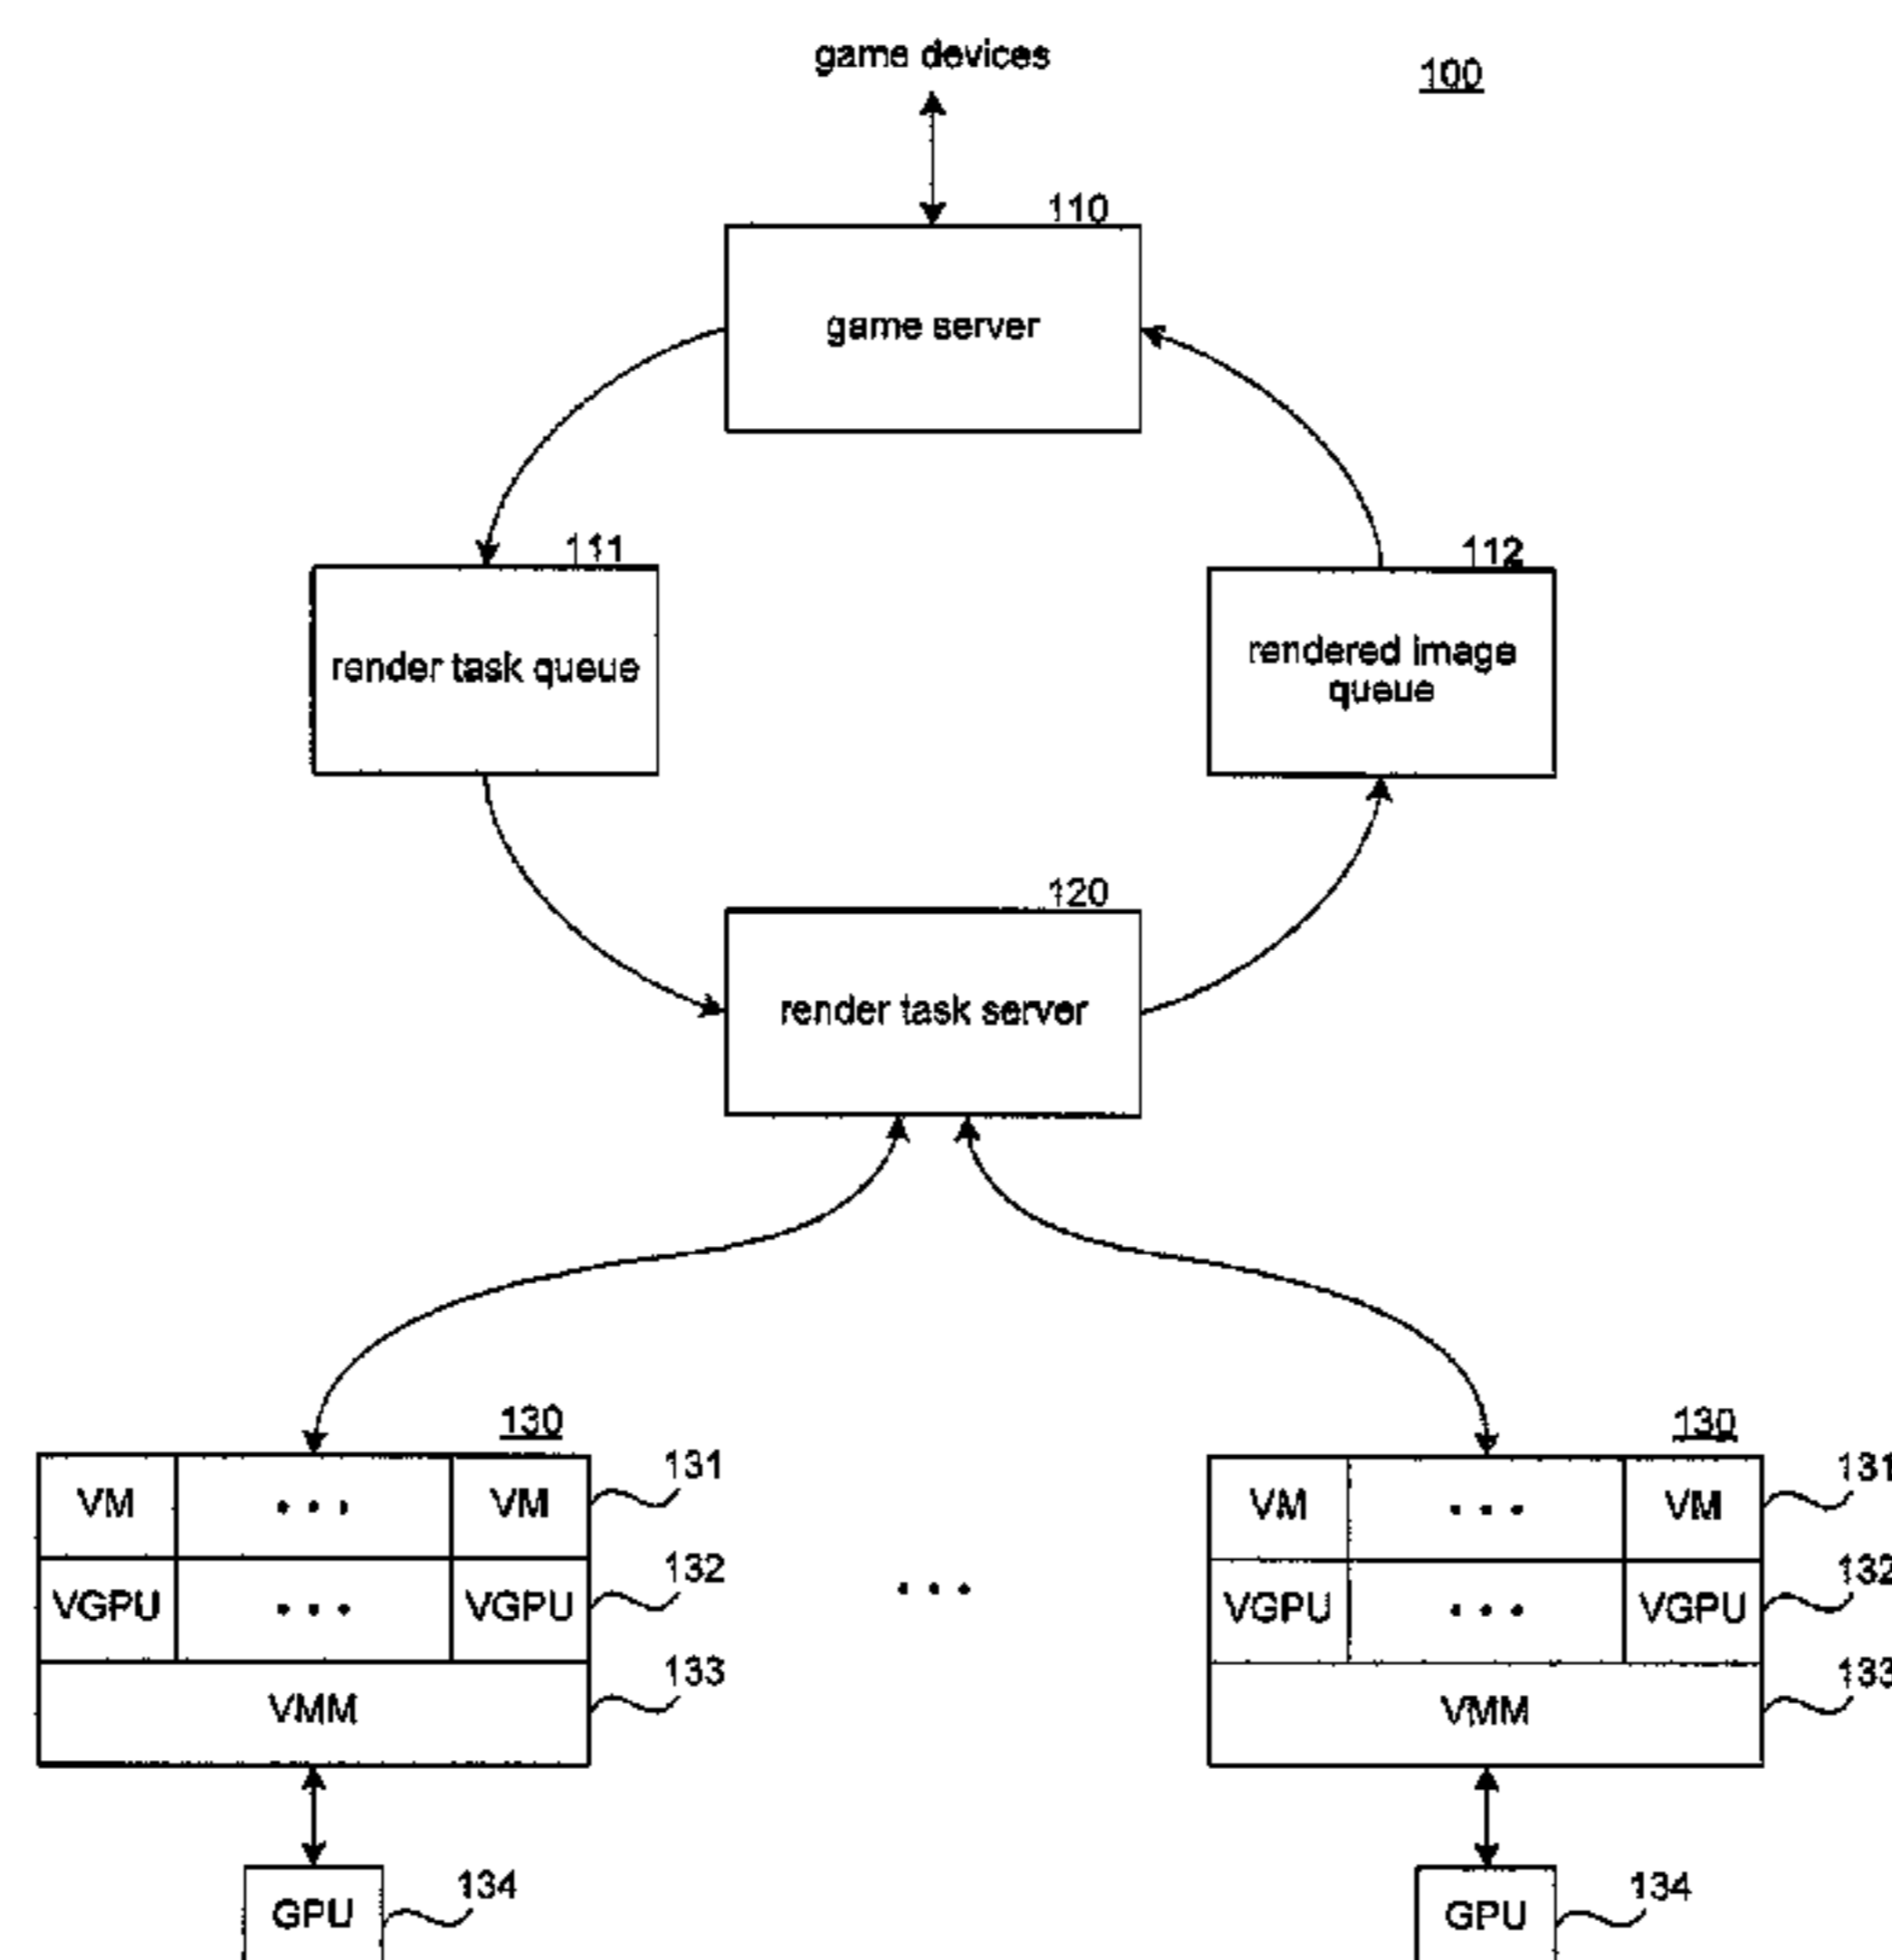 game devices
100
110
game server
111
112
render task queue
rendered image
queue
120
render task server
130
130
VM
• • •
VM
131
VM
• • •
VM
131
VGPU
• • •
VGPU
132
• • •
VGPU
• • •
VGPU
132
VMM
133
VMM
133
GPU
134
GPU
134